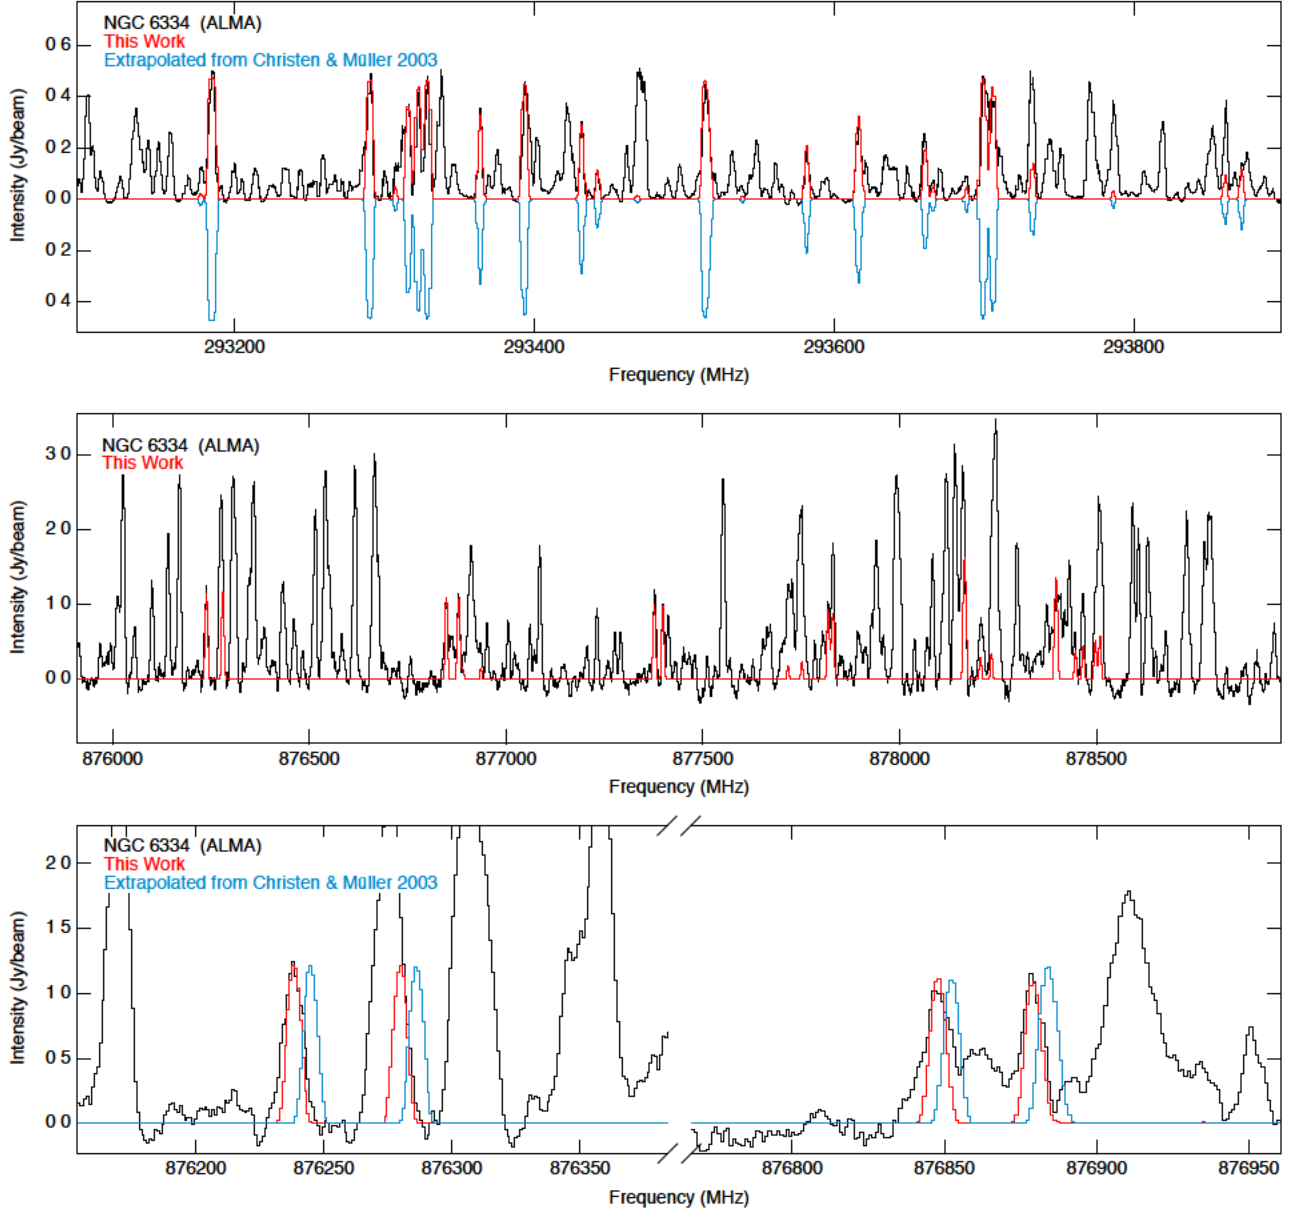 NGC 6334 (ALMA)
This Work
Extrapolated from Christen & Müller 2003
0 6
0 4
0 2
0 0
0 2
0 4
Intensity (Jy/beam)
293200 293400 293600 293800
Frequency (MHz)
NGC 6334 (ALMA)
This Work
3 0
2 0
1 0
0 0
Intensity (Jy/beam)
876000 876500 877000 877500 878000 878500
Frequency (MHz)
NGC 6334 (ALMA)
This Work
Extrapolated from Christen & Müller 2003
2 0
1 5
1 0
0 5
0 0
Intensity (Jy/beam)
876200 876250 876300 876350 876800 876850 876900 876950
Frequency (MHz)